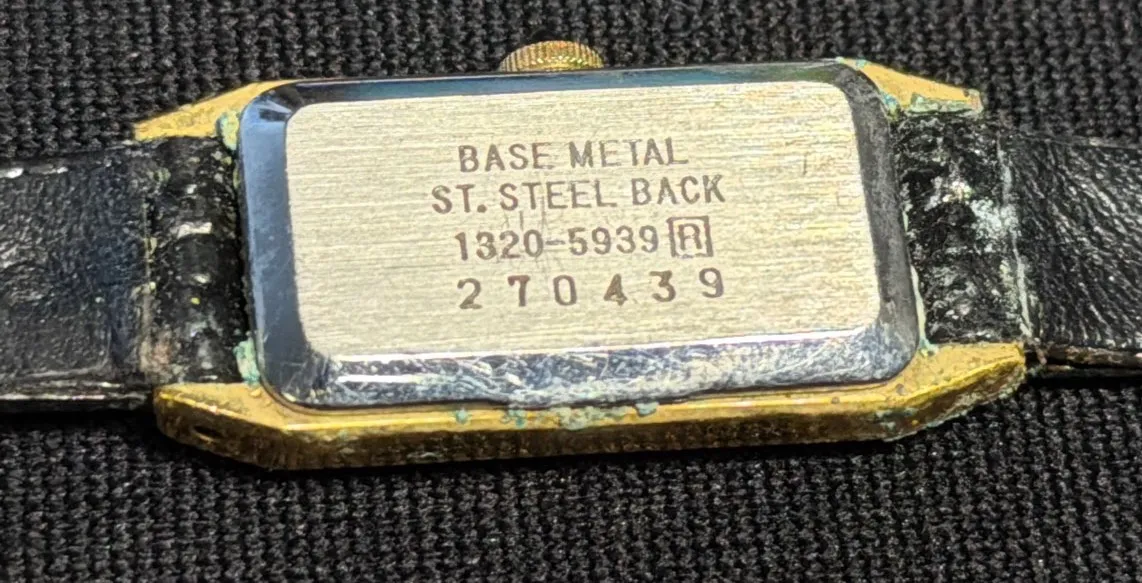 BASE METAL
ST. STEEL BACK
1320-5939 R
270439